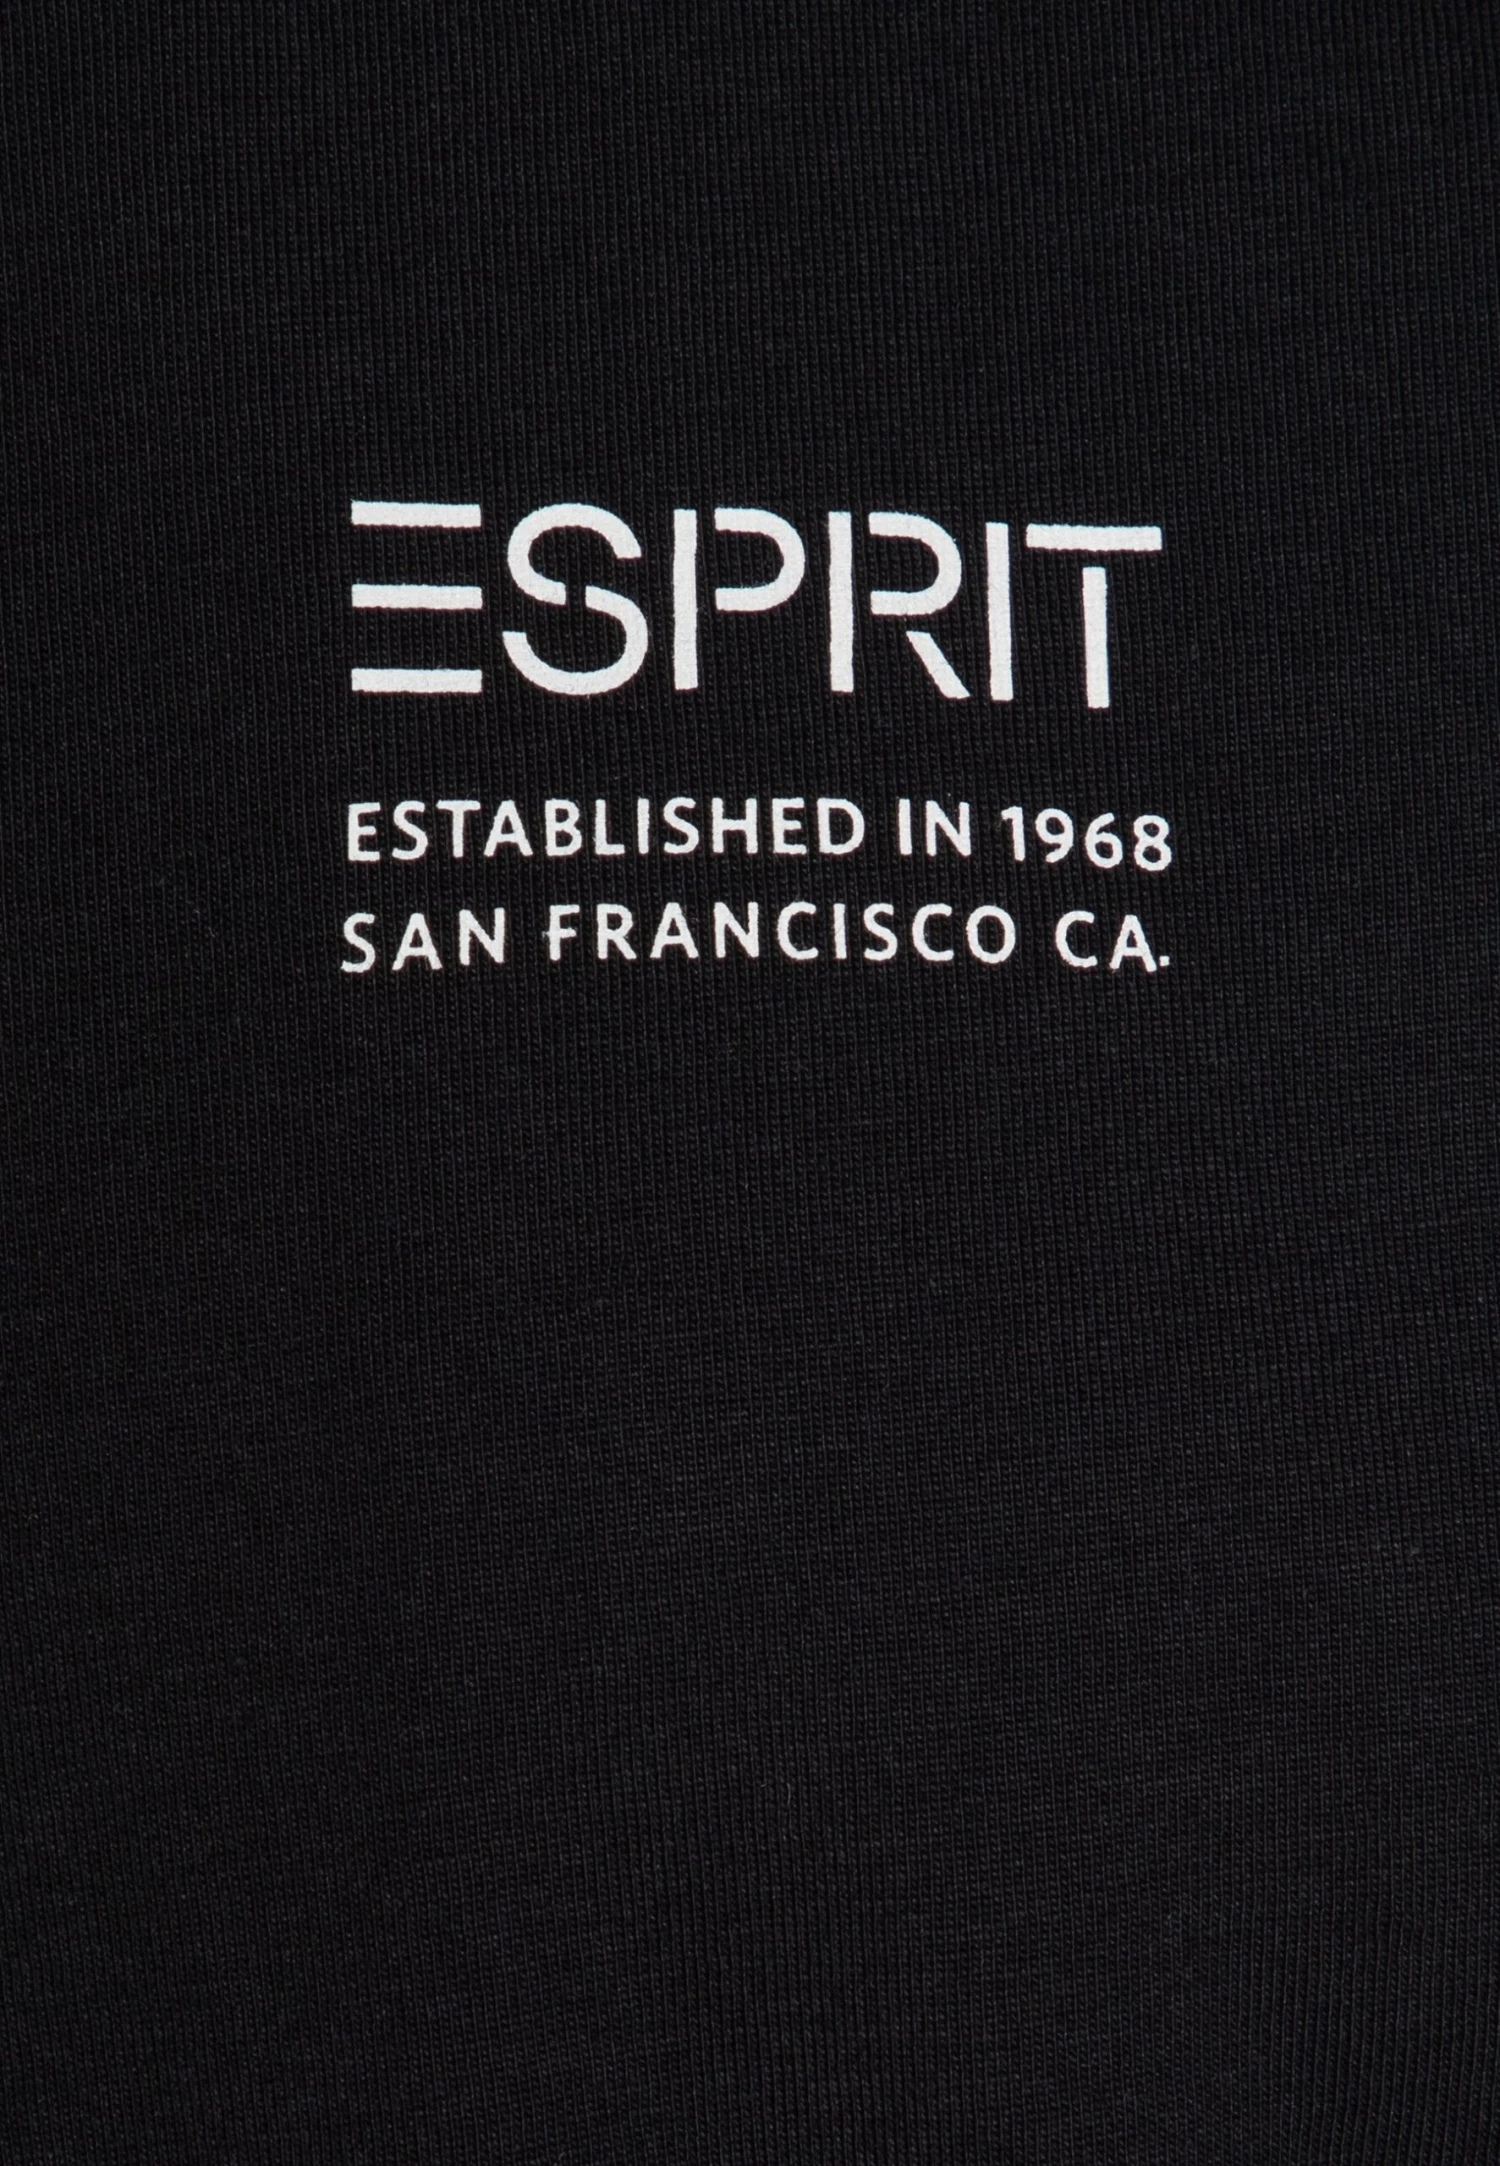 ESPRIT
ESTABLISHED IN 1968
SAN FRANCISCO CA.